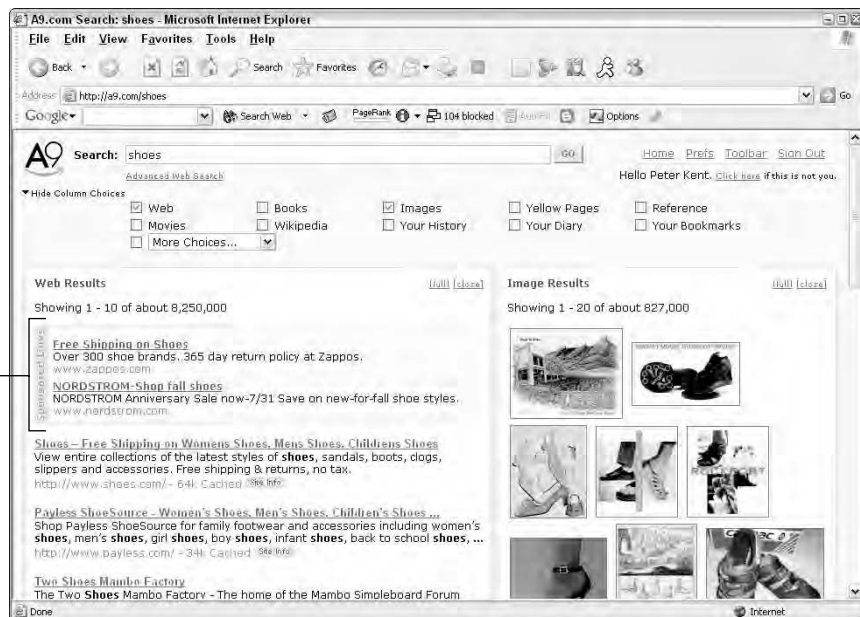 A9.com Search: shoes - Microsoft Internet Explorer
File Edit View Favorites Tools Help
Back Search Favorites
Address http://a9.com/shoes Go
Google Search Web PageRank 104 blocked AutoFill Options
A9 Search: shoes GO Home Prefs Toolbar Sign Out
Advanced Web Search Hello Peter Kent. Click here if this is not you.
Hide Column Choices
Web Books Images Yellow Pages Reference
Movies Wikipedia Your History Your Diary Your Bookmarks
More Choices...
Web Results [full] [close] Image Results [full] [close]
Showing 1 - 10 of about 8,250,000 Showing 1 - 20 of about 827,000
Sponsored Links
Free Shipping on Shoes
Over 300 shoe brands. 365 day return policy at Zappos.
www.zappos.com
NORDSTROM-Shop fall shoes
NORDSTROM Anniversary Sale now-7/31 Save on new-for-fall shoe styles.
www.nordstrom.com
Shoes – Free Shipping on Womens Shoes, Mens Shoes, Childrens Shoes
View entire collections of the latest styles of shoes, sandals, boots, clogs,
slippers and accessories. Free shipping & returns, no tax.
http://www.shoes.com/ - 64k Cached Site Info
Payless ShoeSource - Women's Shoes, Men's Shoes, Children's Shoes ...
Shop Payless ShoeSource for family footwear and accessories including women's
shoes, men's shoes, girl shoes, boy shoes, infant shoes, back to school shoes, ...
http://www.payless.com/ - 34k Cached Site Info
Two Shoes Mambo Factory
The Two Shoes Mambo Factory - The home of the Mambo Simpleboard Forum
Done Internet